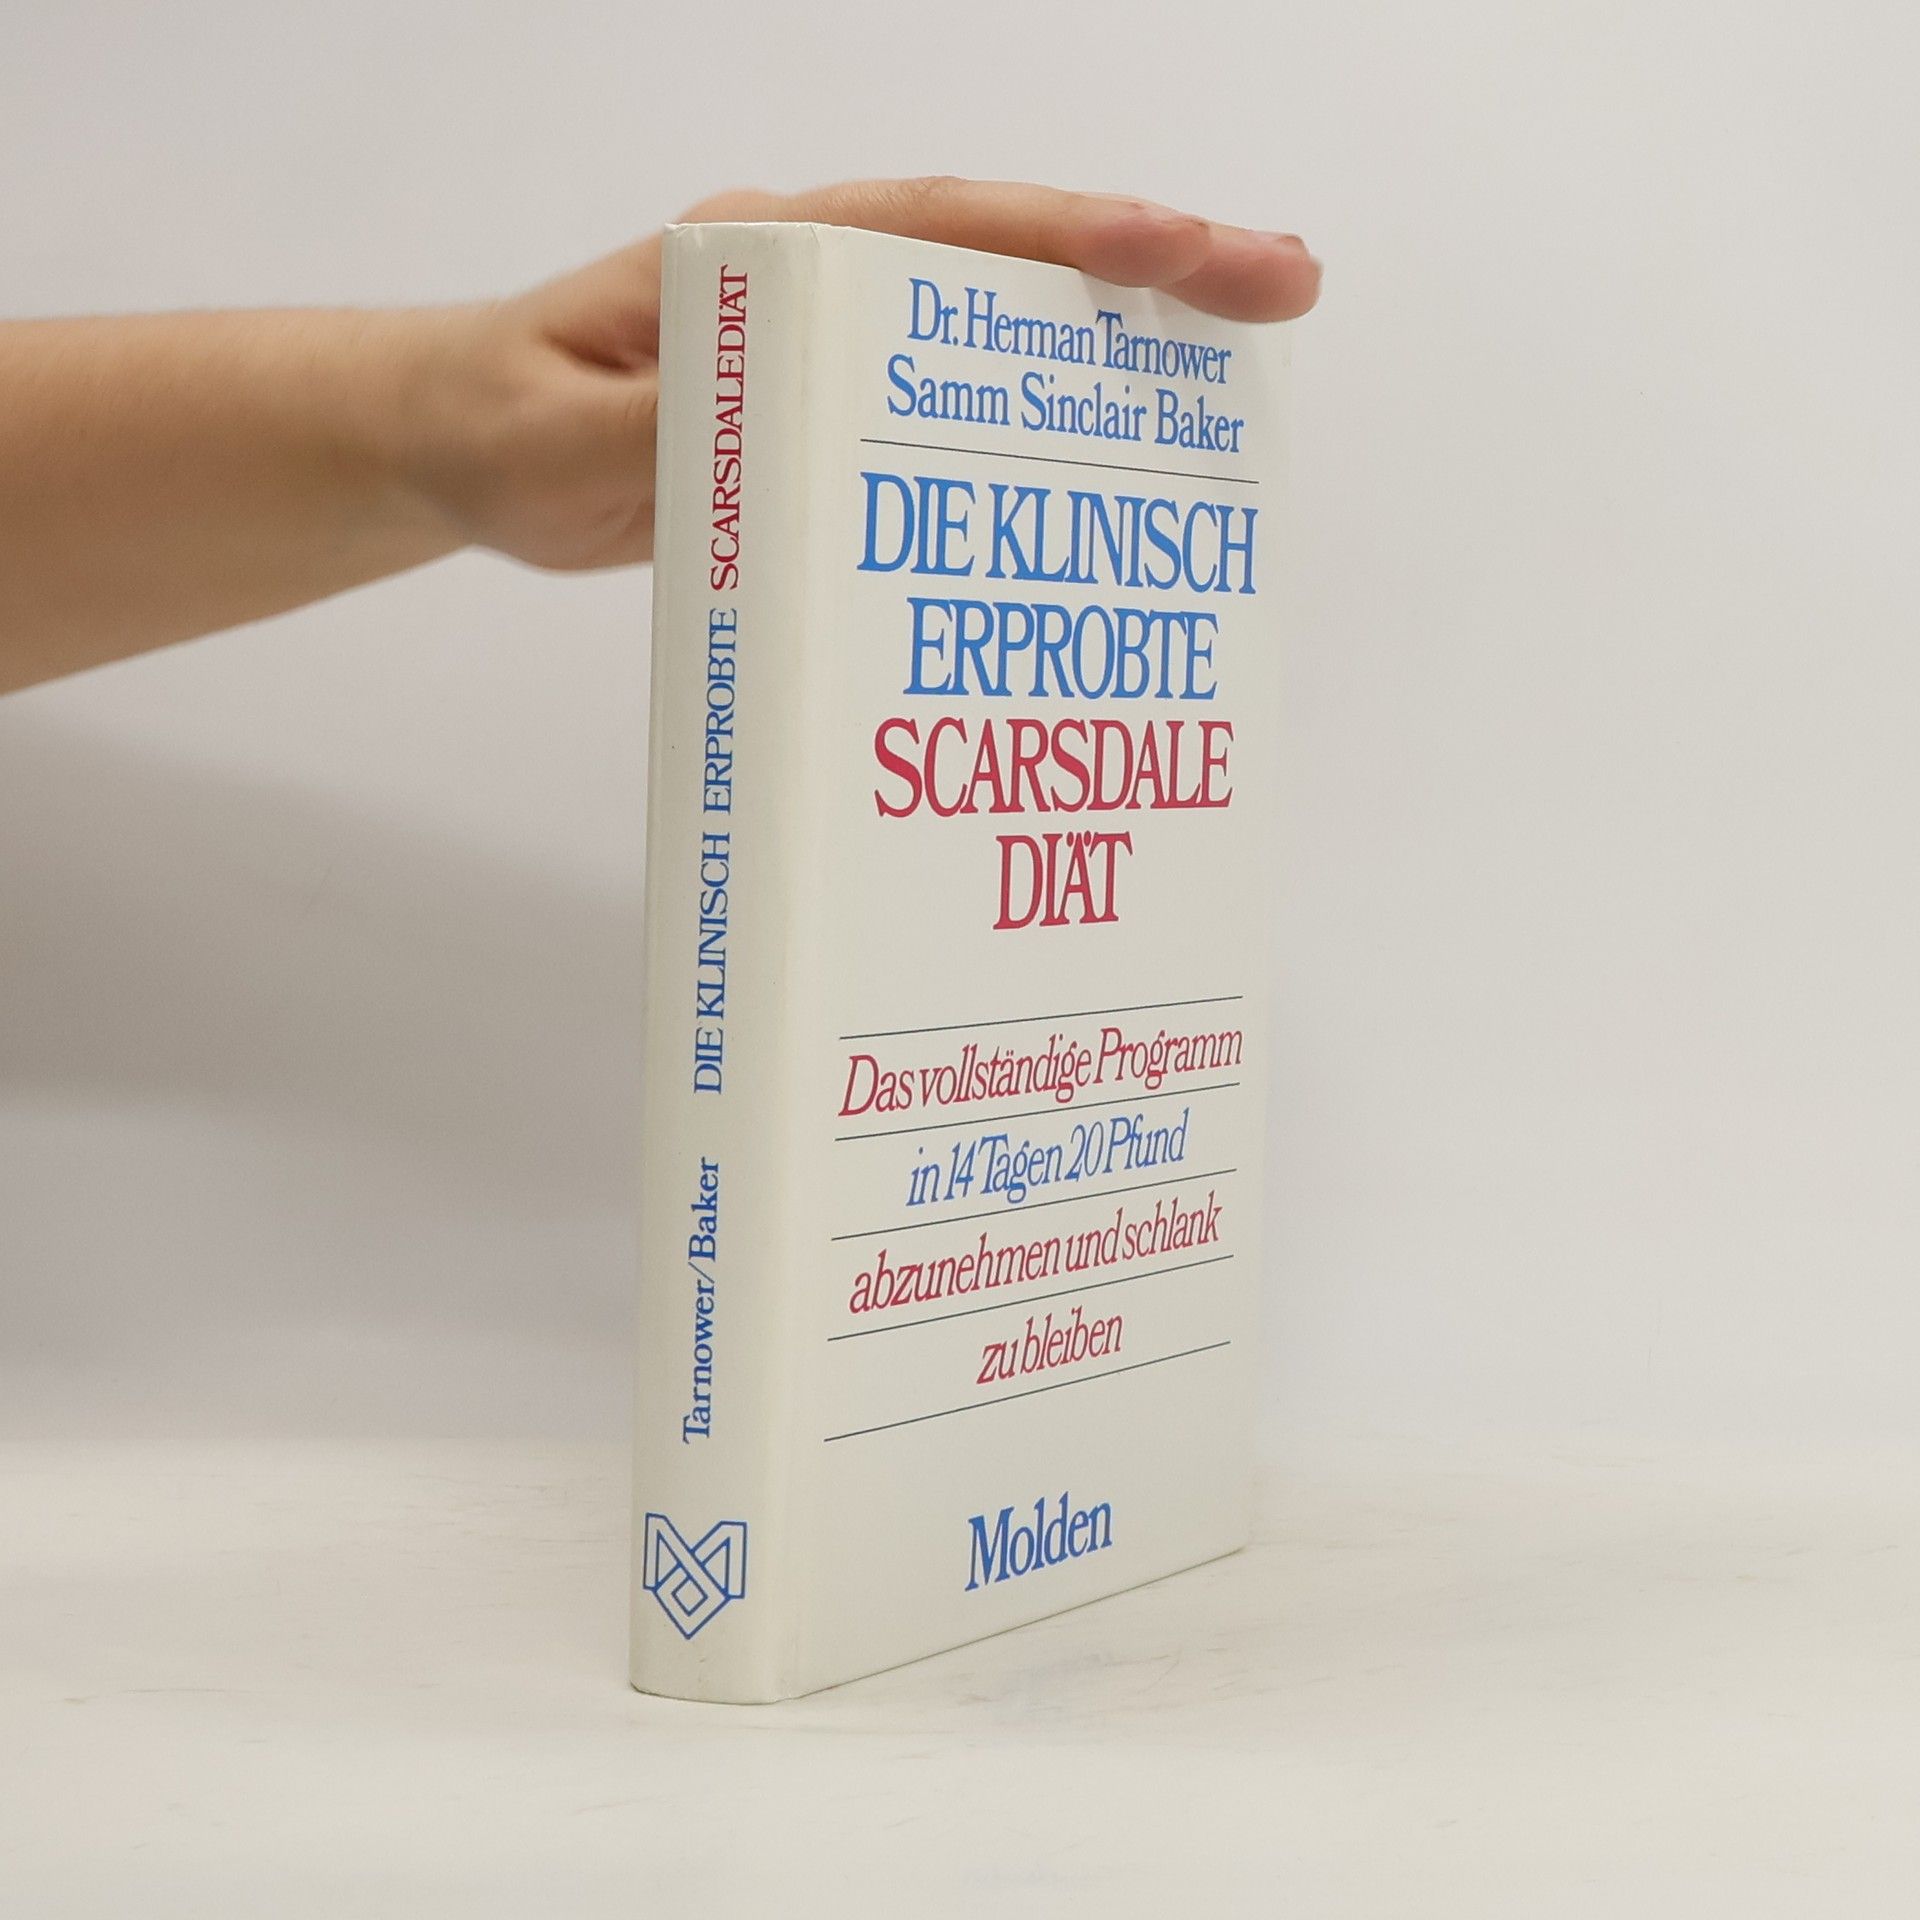 Dr. Herman Tarnower
Samm Sinclair Baker
DIE KLINISCH
ERPROBTE
SCARSDALE
DIÄT
Das vollständige Programm
in 14 Tagen 20 Pfund
abzunehmen und schlank
zu bleiben
Molden
Tarnower/Baker DIE KLINISCH ERPROBTE SCARSDALEDIÄT